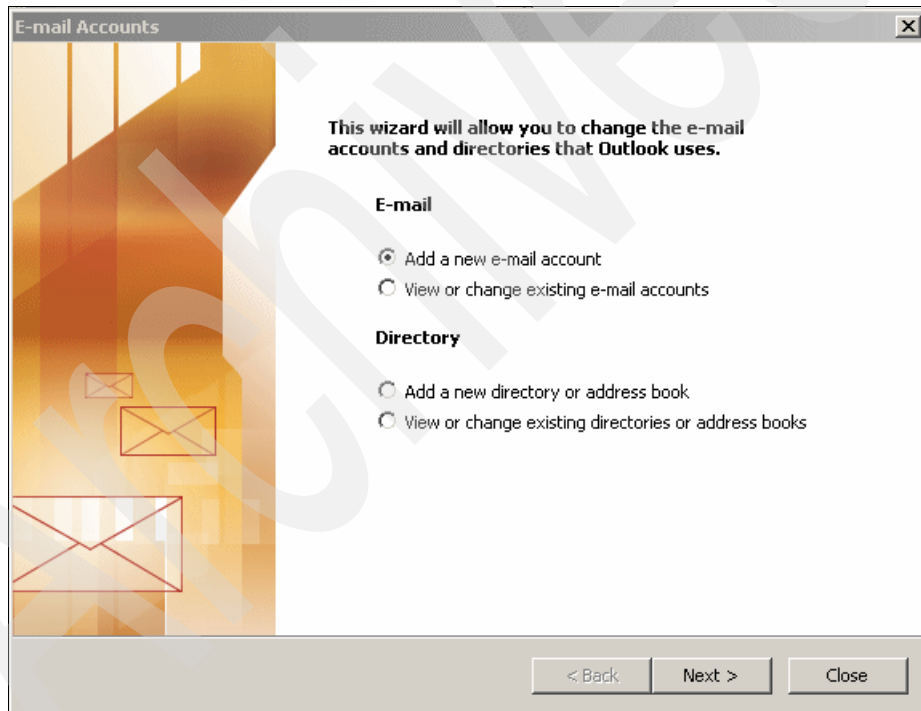 E-mail Accounts
This wizard will allow you to change the e-mail
accounts and directories that Outlook uses.
E-mail
Add a new e-mail account
View or change existing e-mail accounts
Directory
Add a new directory or address book
View or change existing directories or address books
< Back
Next >
Close